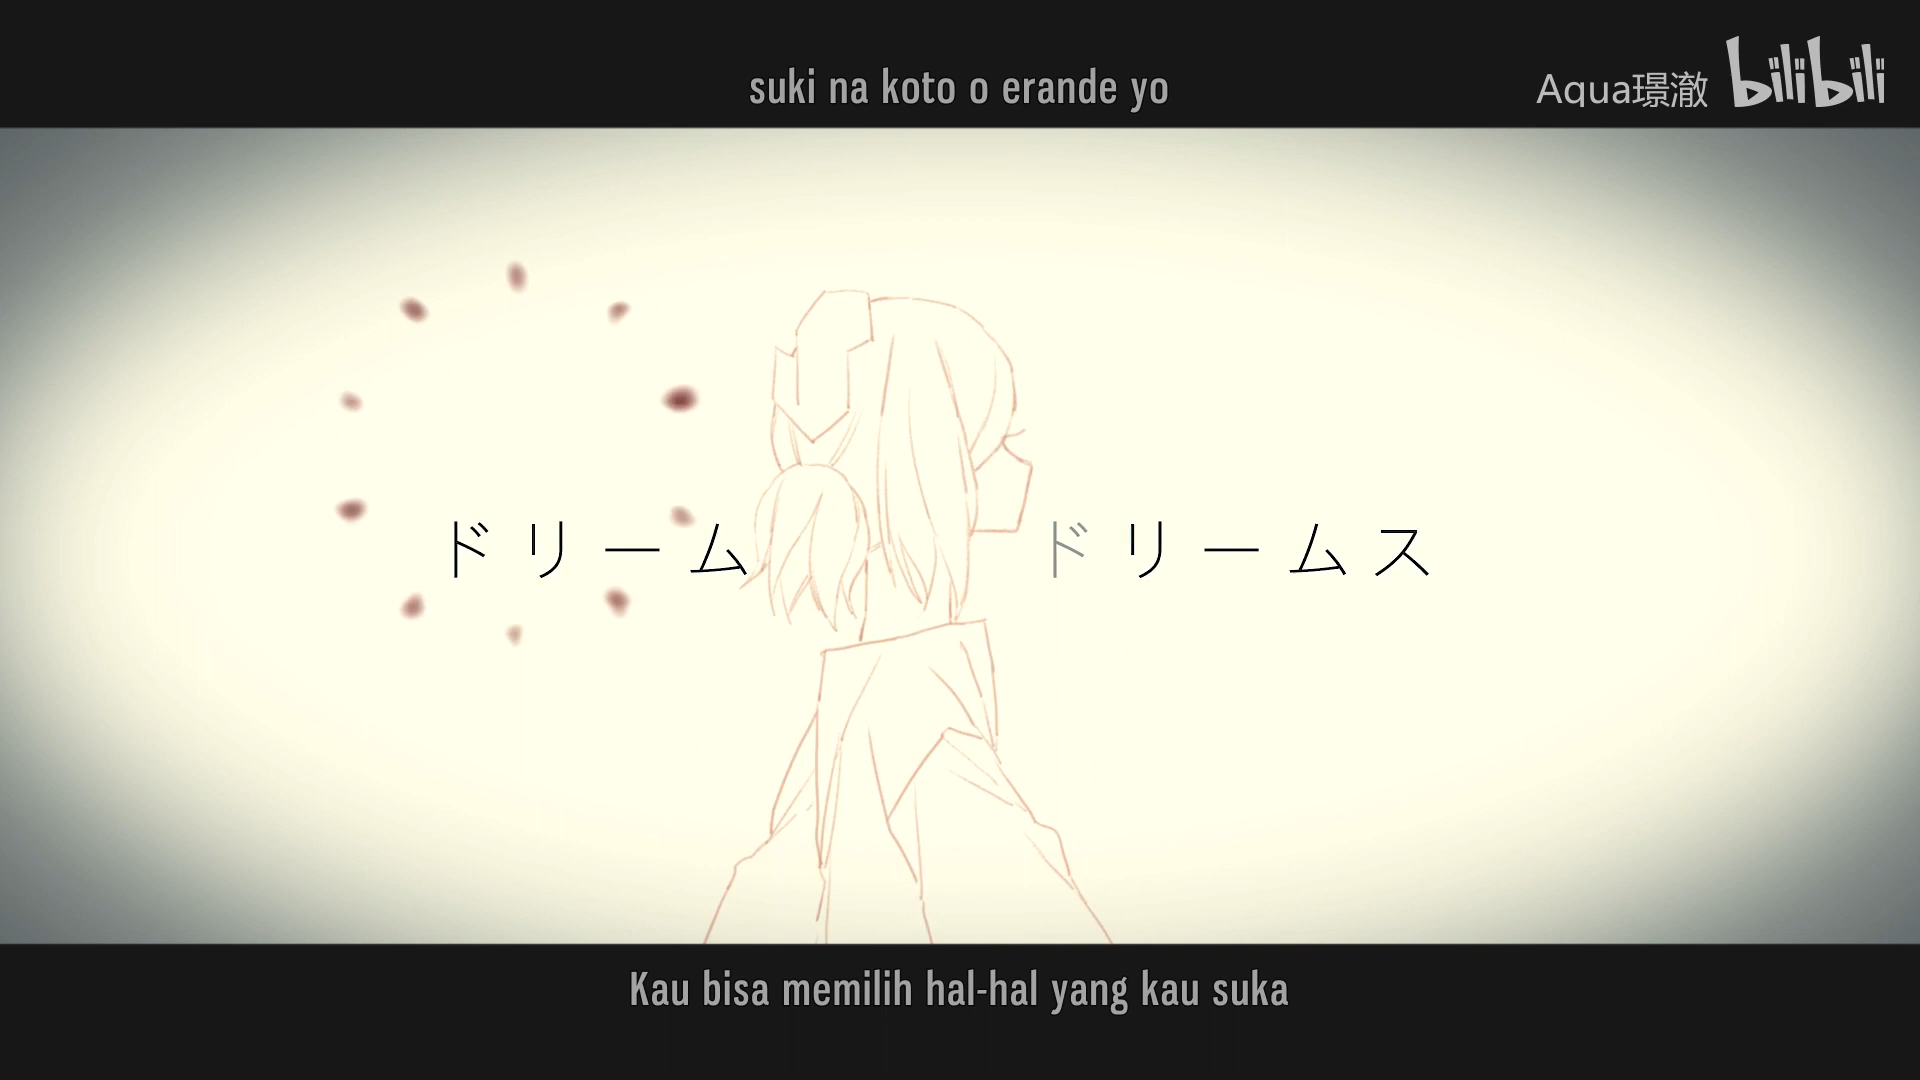 suki na koto o erande yo
Aqua璟澈 bilibili
ドリーム ドリームス
Kau bisa memilih hal-hal yang kau suka